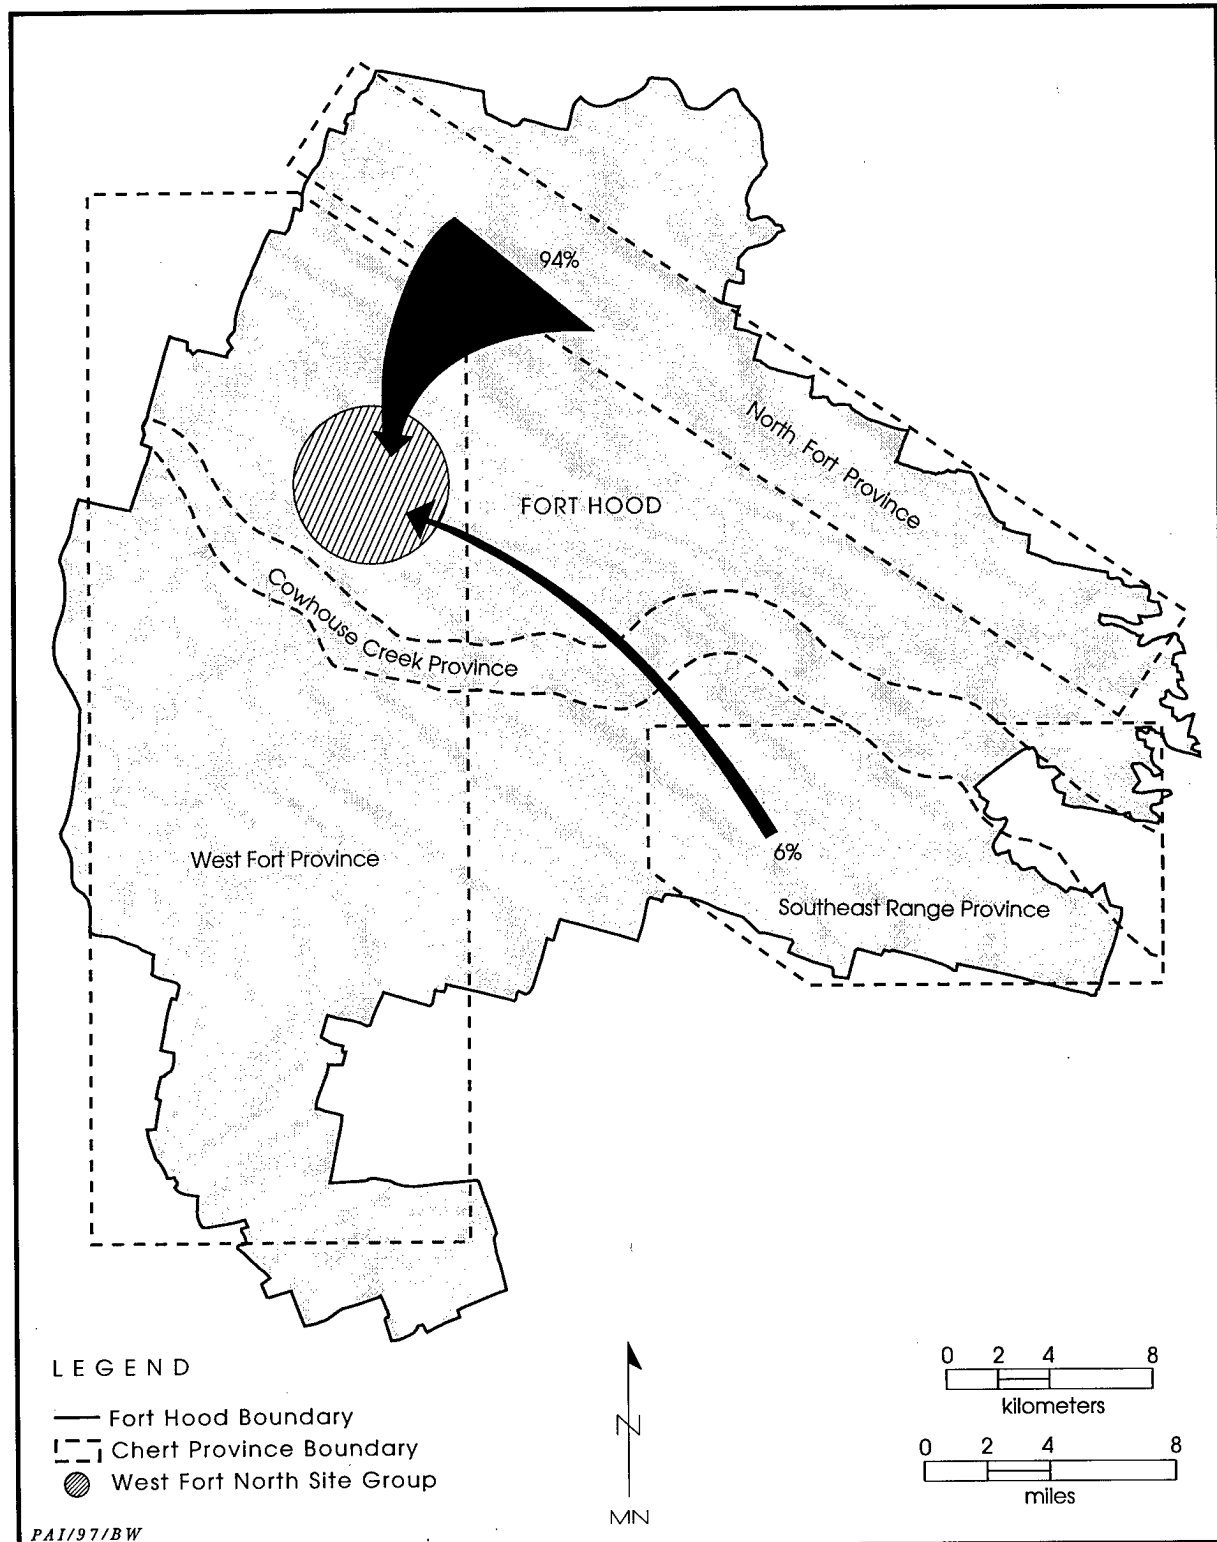 94%
North Fort Province
FORT HOOD
Cowhouse Creek Province
West Fort Province
6%
Southeast Range Province
LEGEND
Fort Hood Boundary
Chert Province Boundary
West Fort North Site Group
N
MN
0 2 4 8
kilometers
0 2 4 8
miles
PAI/97/BW